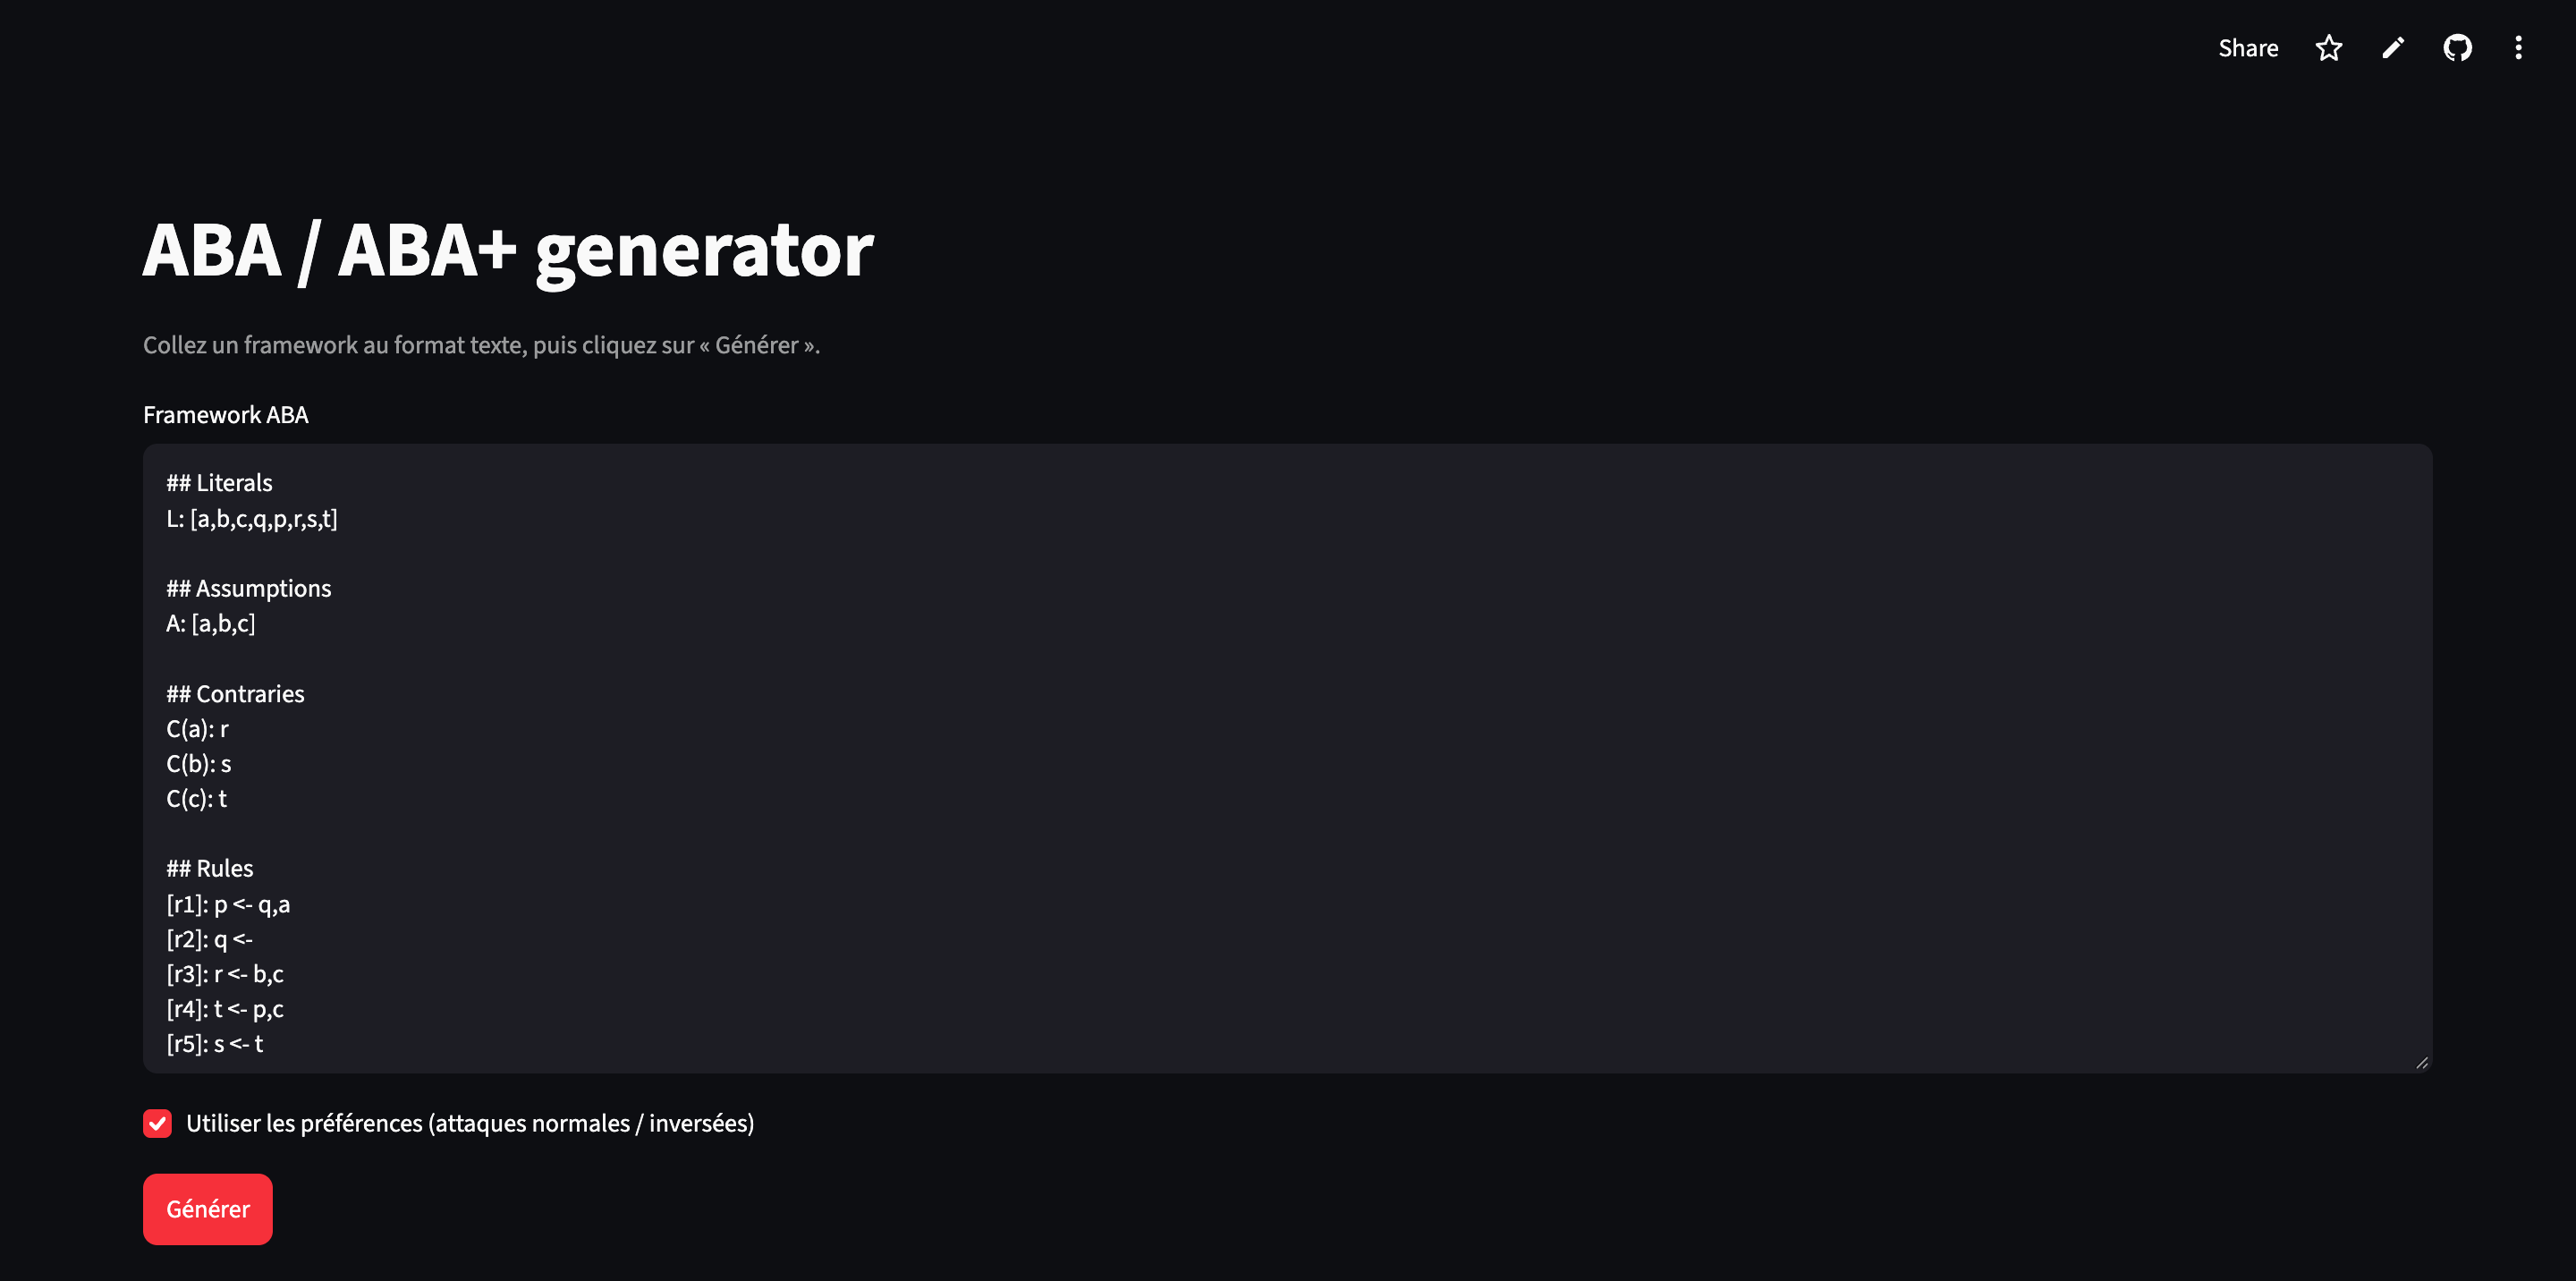 Share
ABA / ABA+ generator
Collez un framework au format texte, puis cliquez sur « Générer ».
Framework ABA
## Literals
L: [a,b,c,q,p,r,s,t]
## Assumptions
A: [a,b,c]
## Contraries
C(a): r
C(b): s
C(c): t
## Rules
[r1]: p <- q,a
[r2]: q <-
[r3]: r <- b,c
[r4]: t <- p,c
[r5]: s <- t
Utiliser les préférences (attaques normales / inversées)
Générer